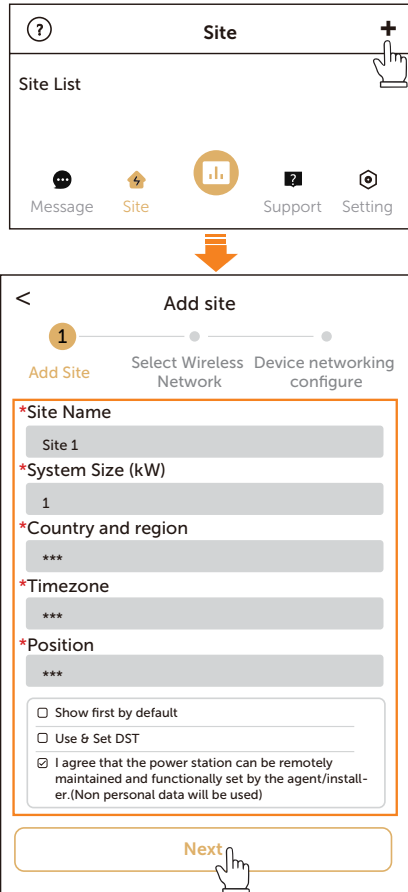 ?
Site
+
Site List
Message
Site
?
Support
Setting
<
Add site
1
Add Site
Select Wireless
Network
Device networking
configure
*Site Name
Site 1
*System Size (kW)
1
*Country and region
***
*Timezone
***
*Position
***
Show first by default
Use & Set DST
I agree that the power station can be remotely
maintained and functionally set by the agent/install-
er.(Non personal data will be used)
Next